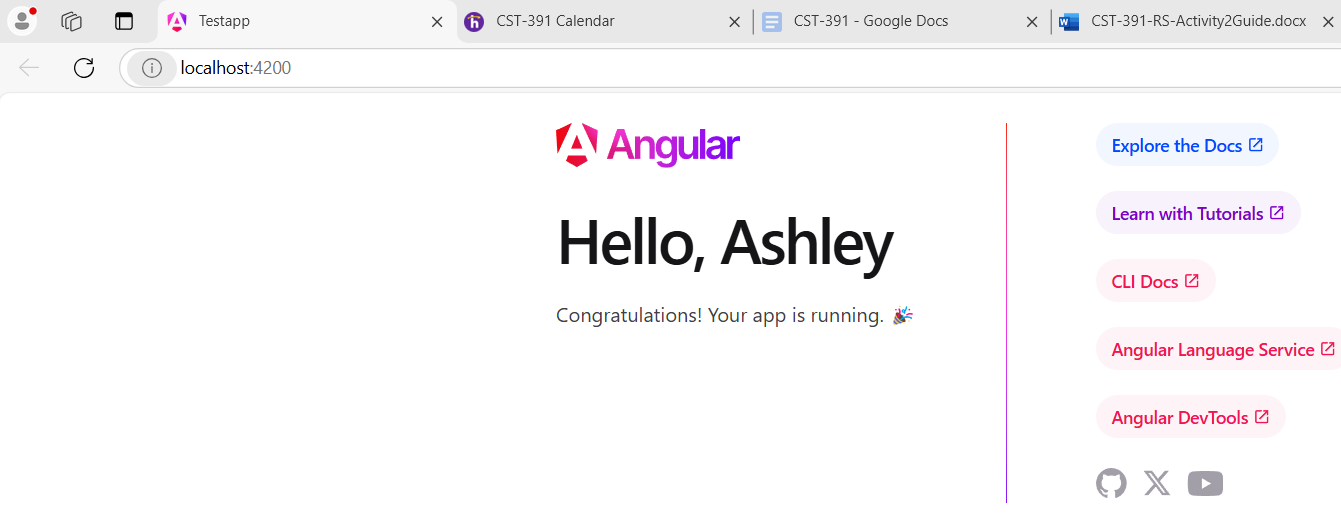 Testapp
CST-391 Calendar
CST-391 - Google Docs
CST-391-RS-Activity2Guide.docx
localhost:4200
Angular
Hello, Ashley
Congratulations! Your app is running. 🎉
Explore the Docs
Learn with Tutorials
CLI Docs
Angular Language Service
Angular DevTools